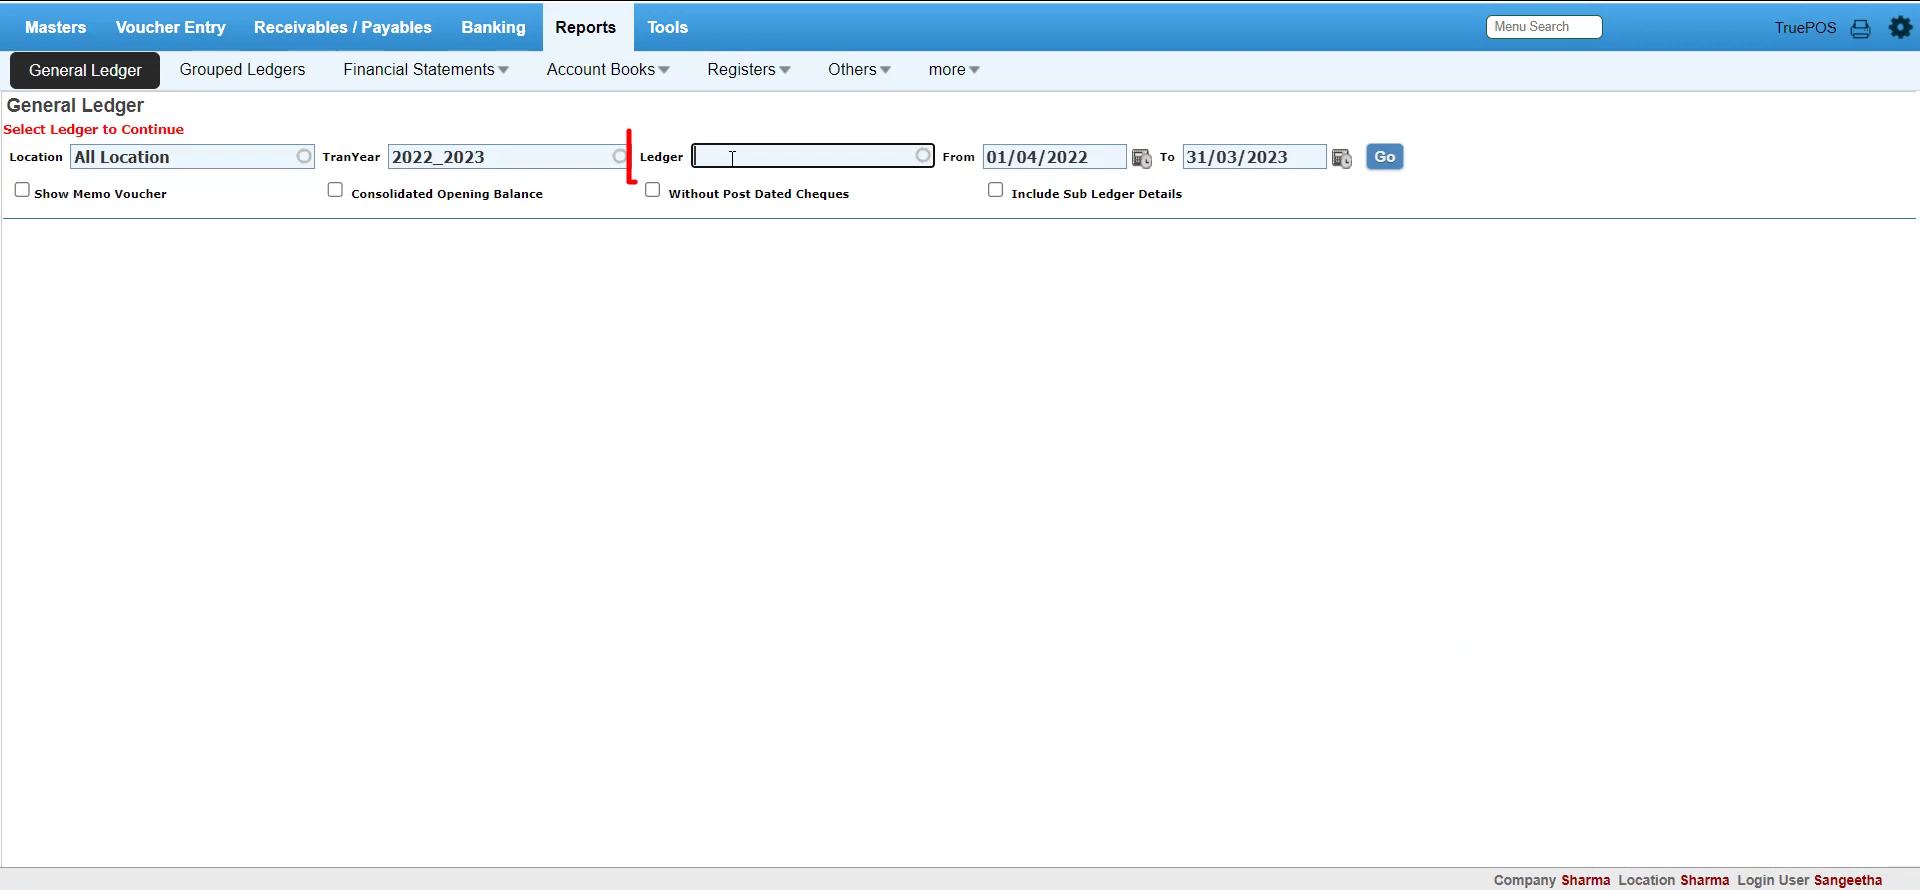 Masters Voucher Entry Receivables / Payables Banking Reports Tools Menu Search TruePOS
General Ledger Grouped Ledgers Financial Statements Account Books Registers Others more
General Ledger
Select Ledger to Continue
Location All Location TranYear 2022_2023 Ledger From 01/04/2022 To 31/03/2023 Go
Show Memo Voucher Consolidated Opening Balance Without Post Dated Cheques Include Sub Ledger Details
Company Sharma Location Sharma Login User Sangeetha